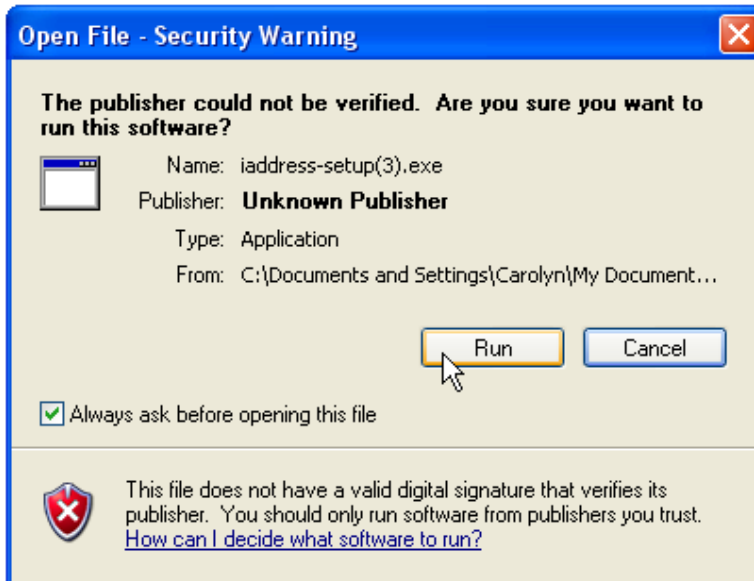 Open File - Security Warning
The publisher could not be verified.  Are you sure you want to
run this software?
Name: iaddress-setup(3).exe
Publisher: Unknown Publisher
Type: Application
From: C:\Documents and Settings\Carolyn\My Document...
Run Cancel
Always ask before opening this file
This file does not have a valid digital signature that verifies its
publisher.  You should only run software from publishers you trust.
How can I decide what software to run?